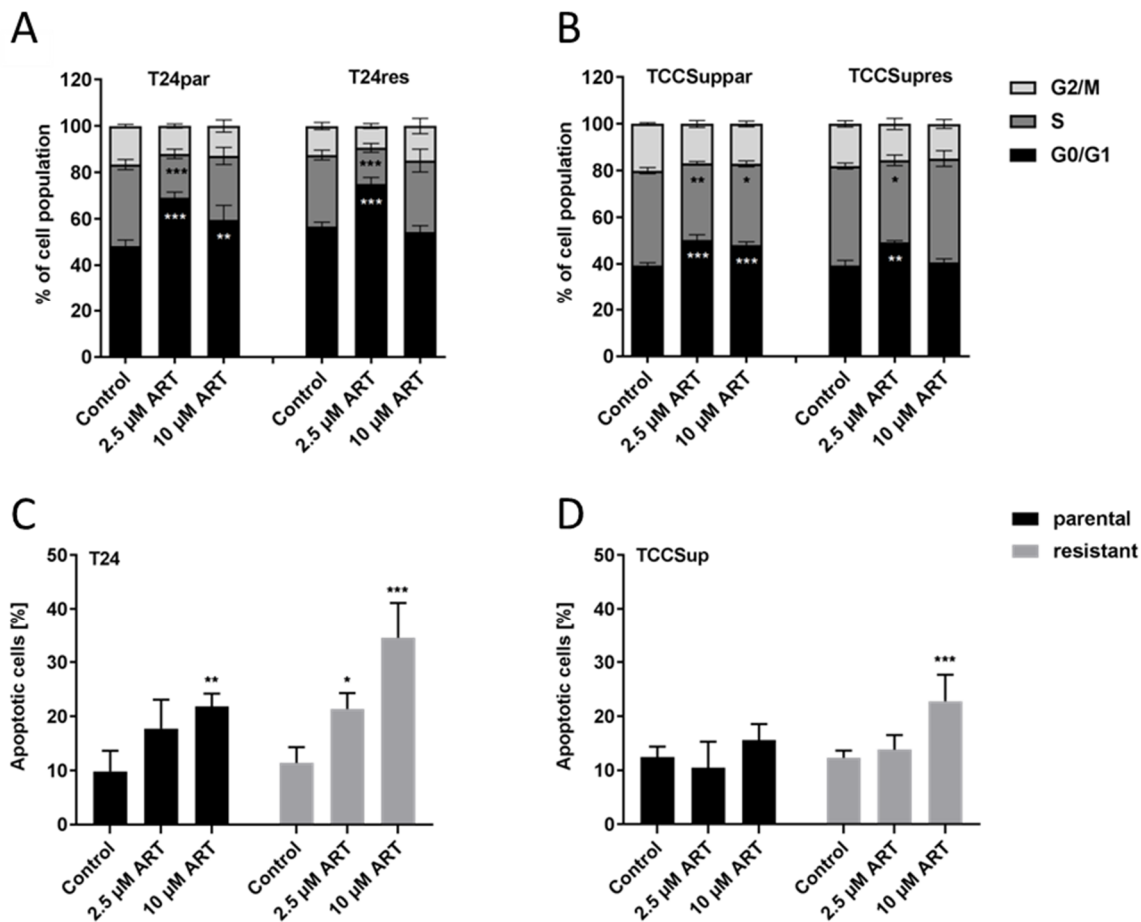 A
B
T24par
T24res
TCCSuppar
TCCSupres
G2/M
S
G0/G1
% of cell population
120
100
80
60
40
20
0
***
***
**
***
***
Control
2.5 µM ART
10 µM ART
Control
2.5 µM ART
10 µM ART
% of cell population
120
100
80
60
40
20
0
**
***
*
***
*
**
Control
2.5 µM ART
10 µM ART
Control
2.5 µM ART
10 µM ART
C
D
parental
resistant
T24
Apoptotic cells [%]
50
40
30
20
10
0
**
*
***
Control
2.5 µM ART
10 µM ART
Control
2.5 µM ART
10 µM ART
TCCSup
Apoptotic cells [%]
50
40
30
20
10
0
***
Control
2.5 µM ART
10 µM ART
Control
2.5 µM ART
10 µM ART